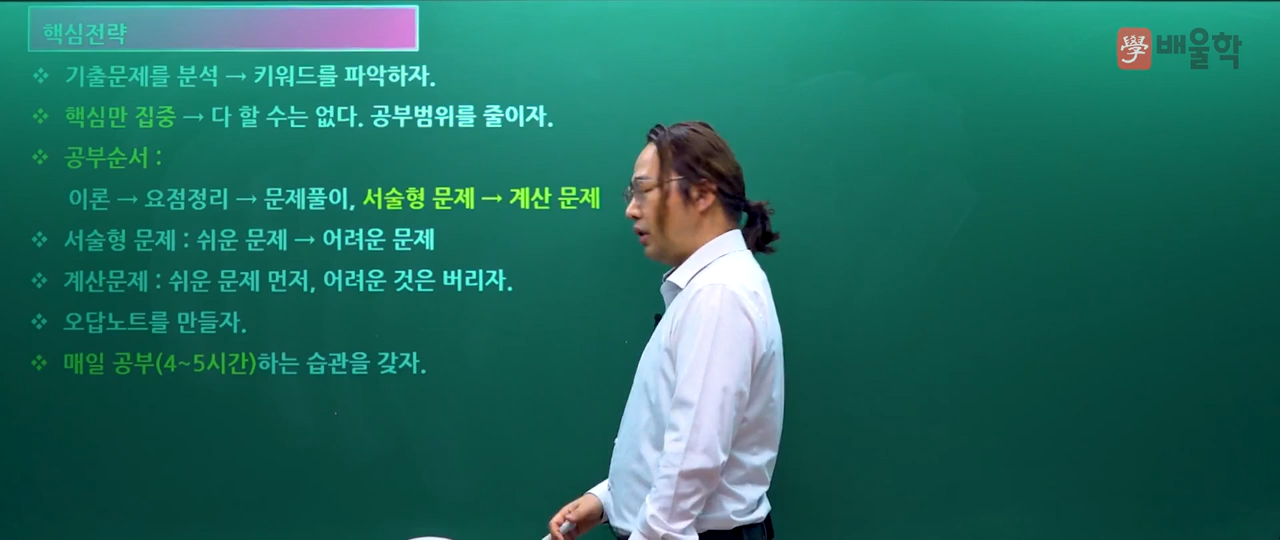 핵심전략
學 배울학
❖ 기출문제를 분석 → 키워드를 파악하자.
❖ 핵심만 집중 → 다 할 수는 없다. 공부범위를 줄이자.
❖ 공부순서 :
이론 → 요점정리 → 문제풀이, 서술형 문제 → 계산 문제
❖ 서술형 문제 : 쉬운 문제 → 어려운 문제
❖ 계산문제 : 쉬운 문제 먼저, 어려운 것은 버리자.
❖ 오답노트를 만들자.
❖ 매일 공부(4~5시간)하는 습관을 갖자.